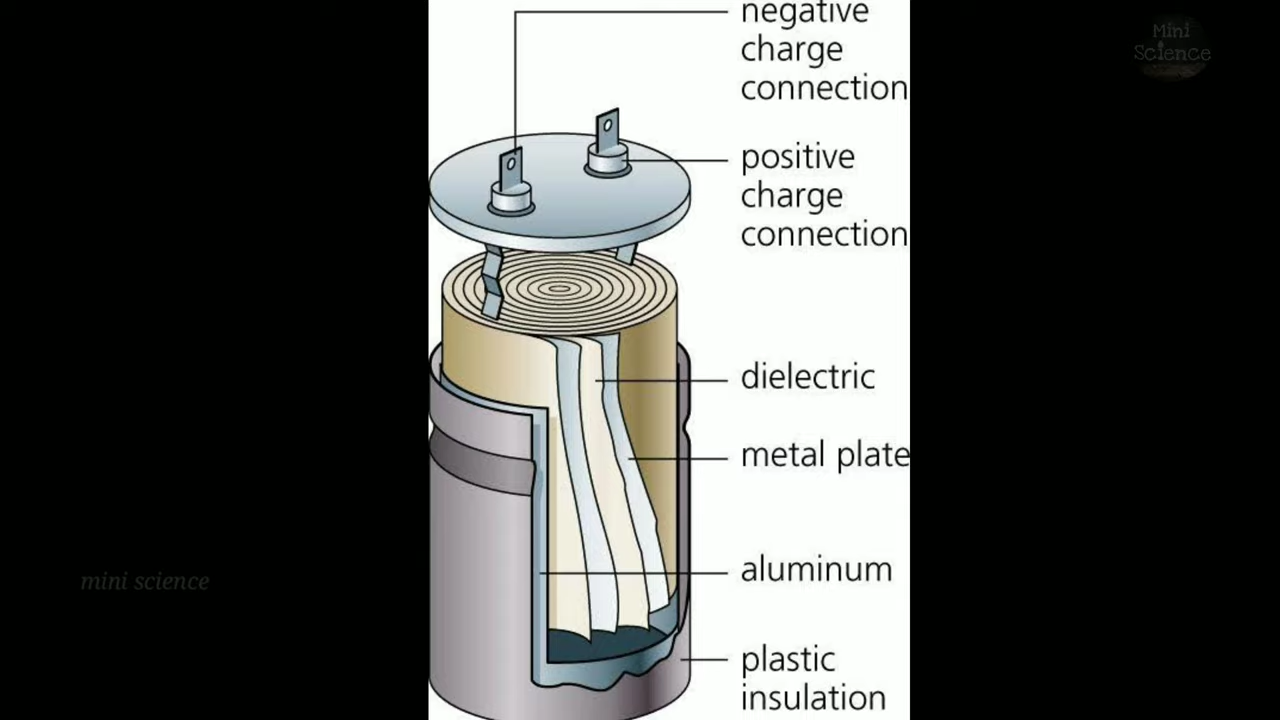 negative
charge
connection
Mini
Science
positive
charge
connection
dielectric
metal plate
aluminum
mini science
plastic
insulation